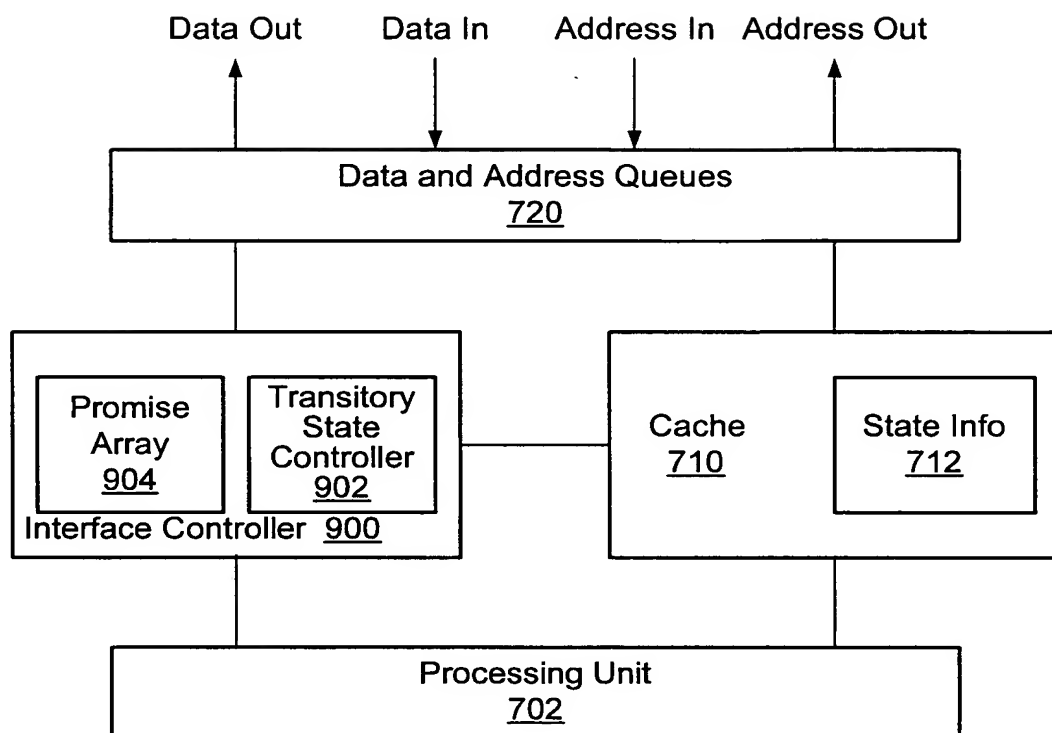 Data Out
Data In
Address In
Address Out
Data and Address Queues
720
Promise
Array
904
Transitory
State
Controller
902
Interface Controller 900
Cache
710
State Info
712
Processing Unit
702